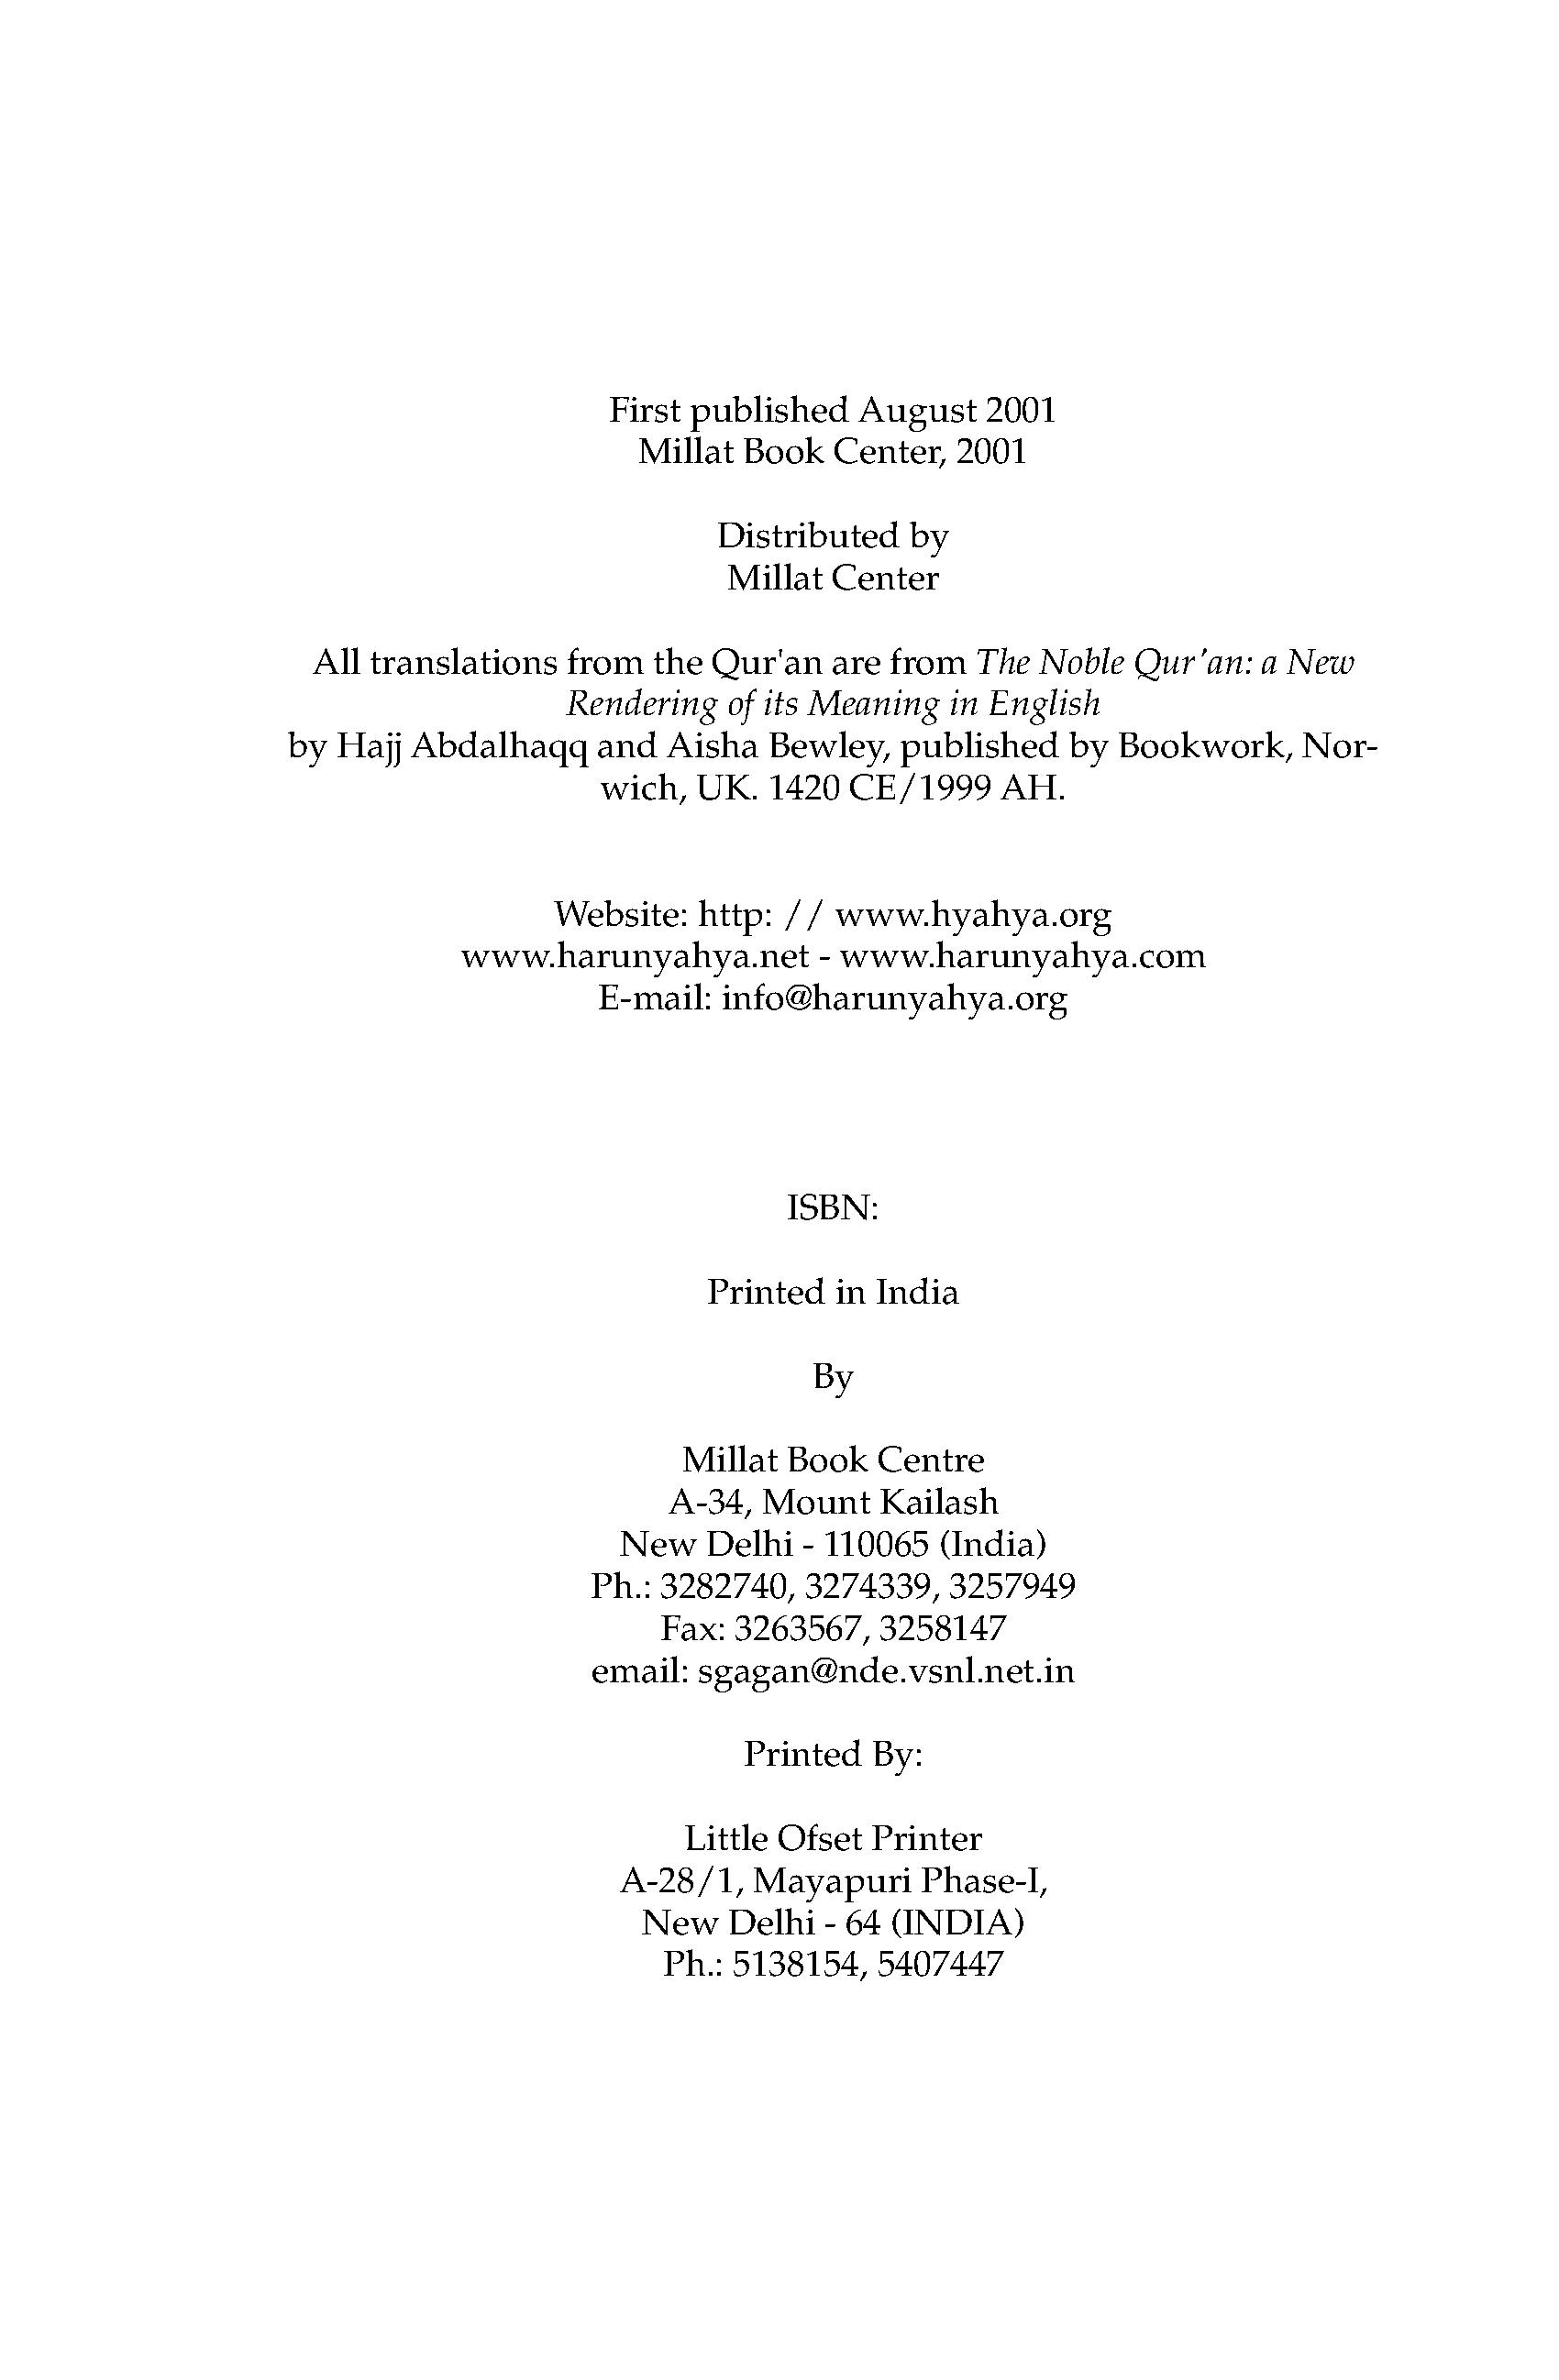 First published August 2001
Millat Book Center, 2001
Distributed by
Millat Center
All translations from the Qur'an are from The Noble Qur'an: a New
Rendering of its Meaning in English
by Hajj Abdalhaqq and Aisha Bewley, published by Bookwork, Nor-
wich, UK. 1420 CE/1999 AH.
Website: http: // www.hyahya.org
www.harunyahya.net - www.harunyahya.com
E-mail: info@harunyahya.org
ISBN:
Printed in India
By
Millat Book Centre
A-34, Mount Kailash
New Delhi - 110065 (India)
Ph.: 3282740, 3274339, 3257949
Fax: 3263567, 3258147
email: sgagan@nde.vsnl.net.in
Printed By:
Little Ofset Printer
A-28/1, Mayapuri Phase-I,
New Delhi - 64 (INDIA)
Ph.: 5138154, 5407447